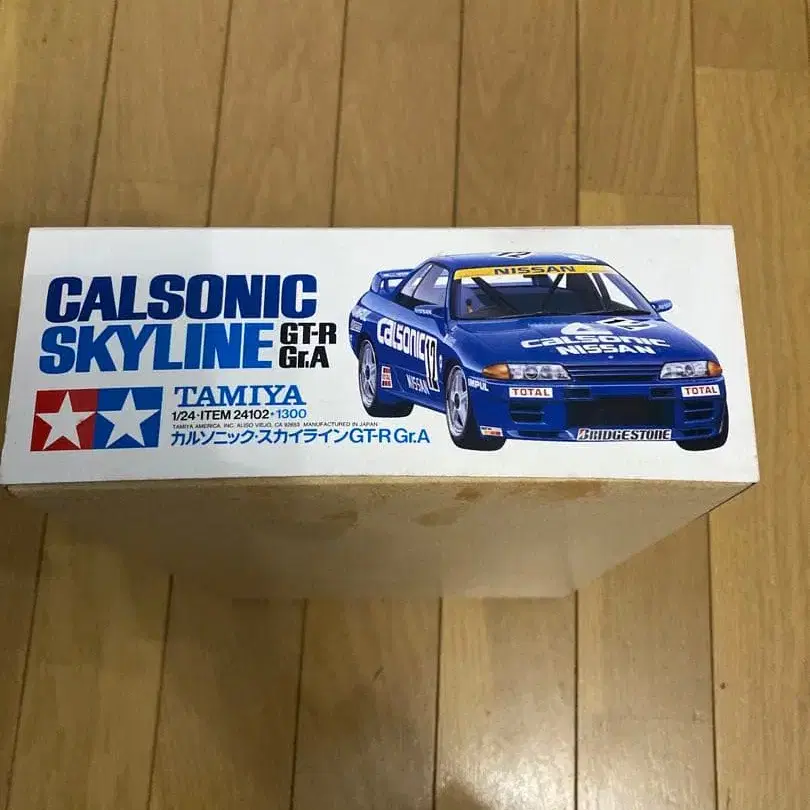 CALSONIC
SKYLINE GT-R
Gr.A
TAMIYA
1/24・ITEM 24102★1300
TAMIYA AMERICA, INC. ALISO VIEJO, CA 92653 MANUFACTURED IN JAPAN
カルソニック・スカイラインGT-R Gr.A
12
NISSAN
calsonic
12
NISSAN
IMPUL
CALSONIC
NISSAN
TOTAL
TOTAL
BRIDGESTONE